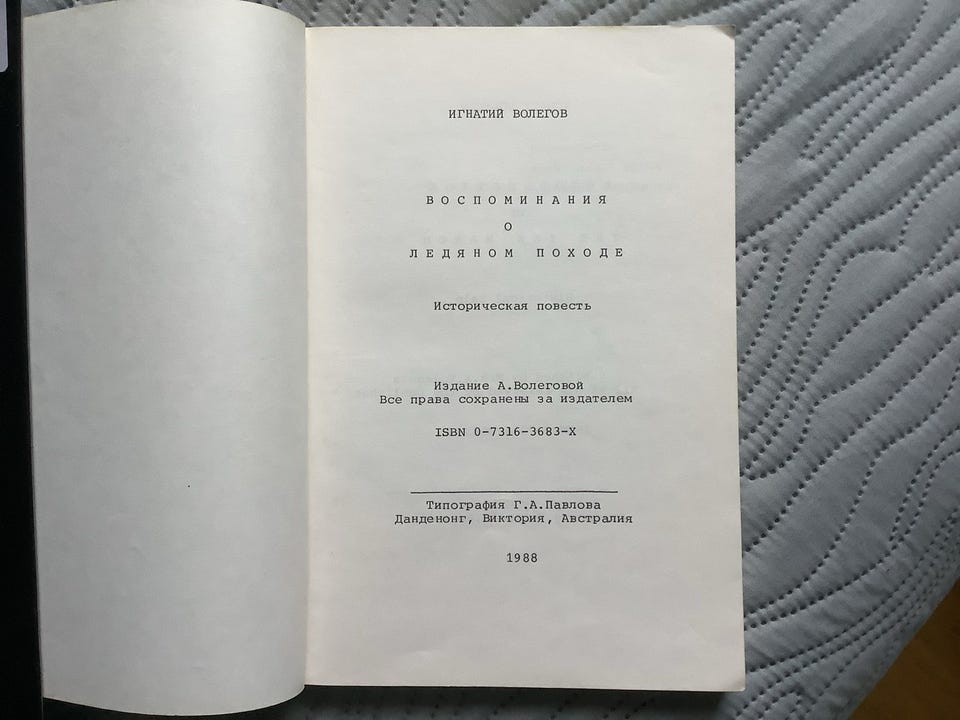 ИГНАТИЙ ВОЛЕГОВ
ВОСПОМИНАНИЯ
О
ЛЕДЯНОМ ПОХОДЕ
Историческая повесть
Издание А.Волеговой
Все права сохранены за издателем
ISBN 0-7316-3683-X
Типография Г.А.Павлова
Данденонг, Виктория, Австралия
1988